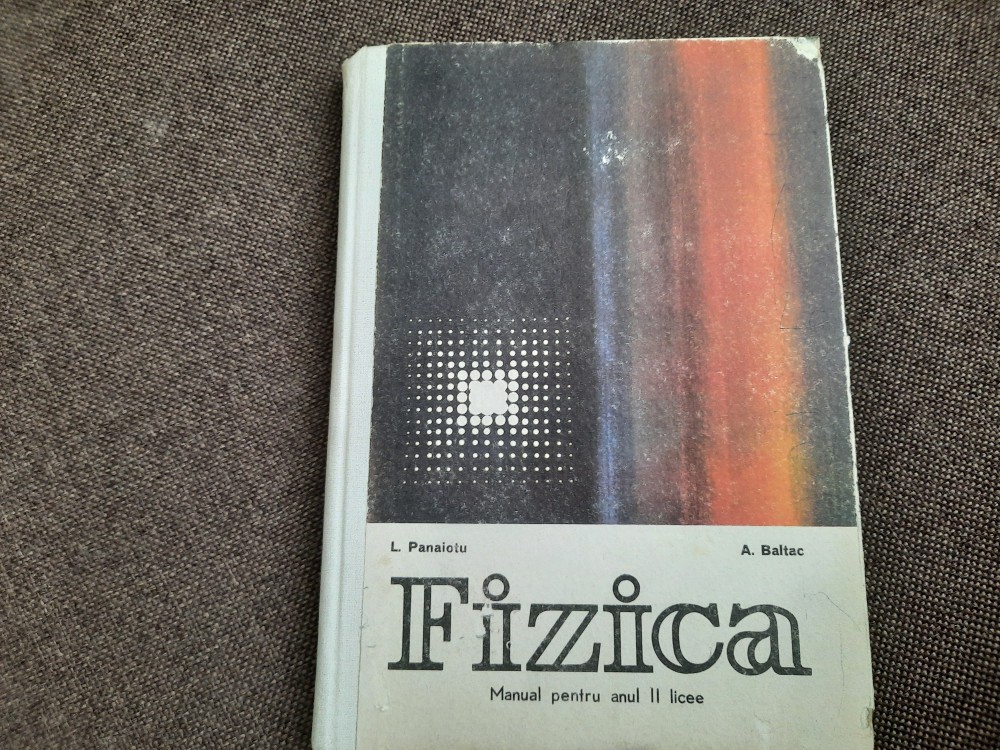 L. Panaiotu A. Baltac
Fizica
Manual pentru anul II licee